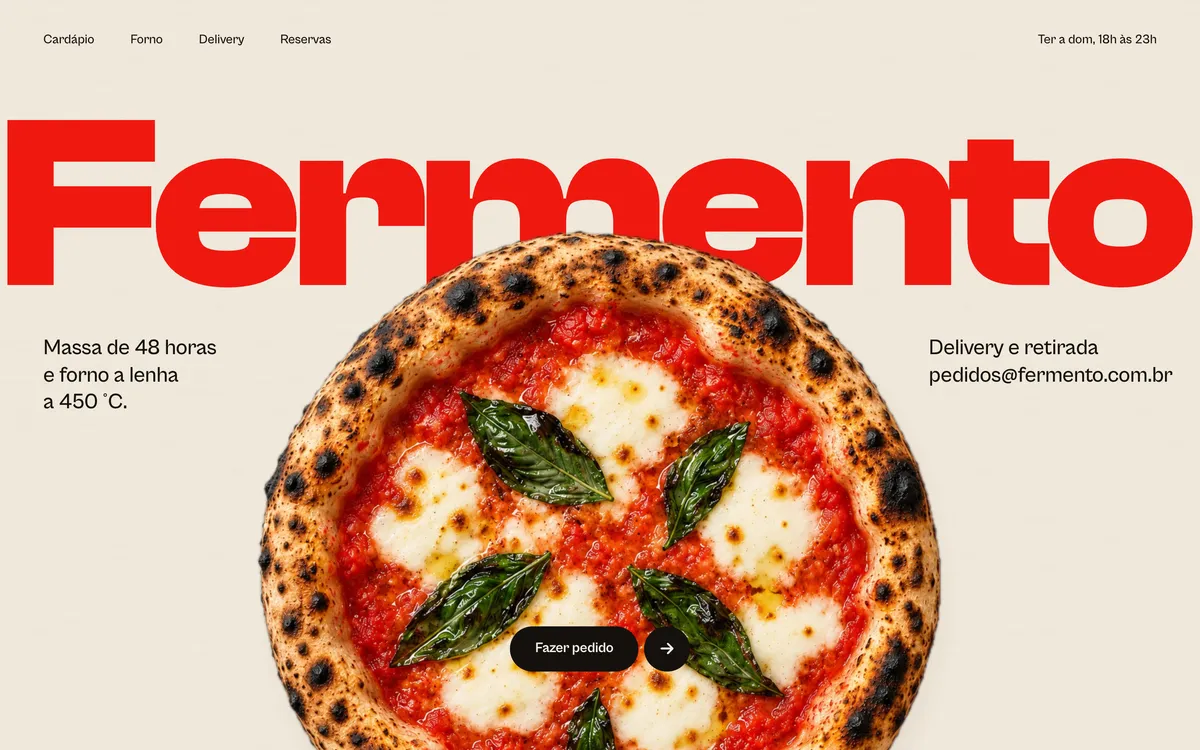 Cardápio
Forno
Delivery
Reservas
Ter a dom, 18h às 23h
Fermento
Massa de 48 horas
e forno a lenha
a 450 °C.
Delivery e retirada
pedidos@fermento.com.br
Fazer pedido